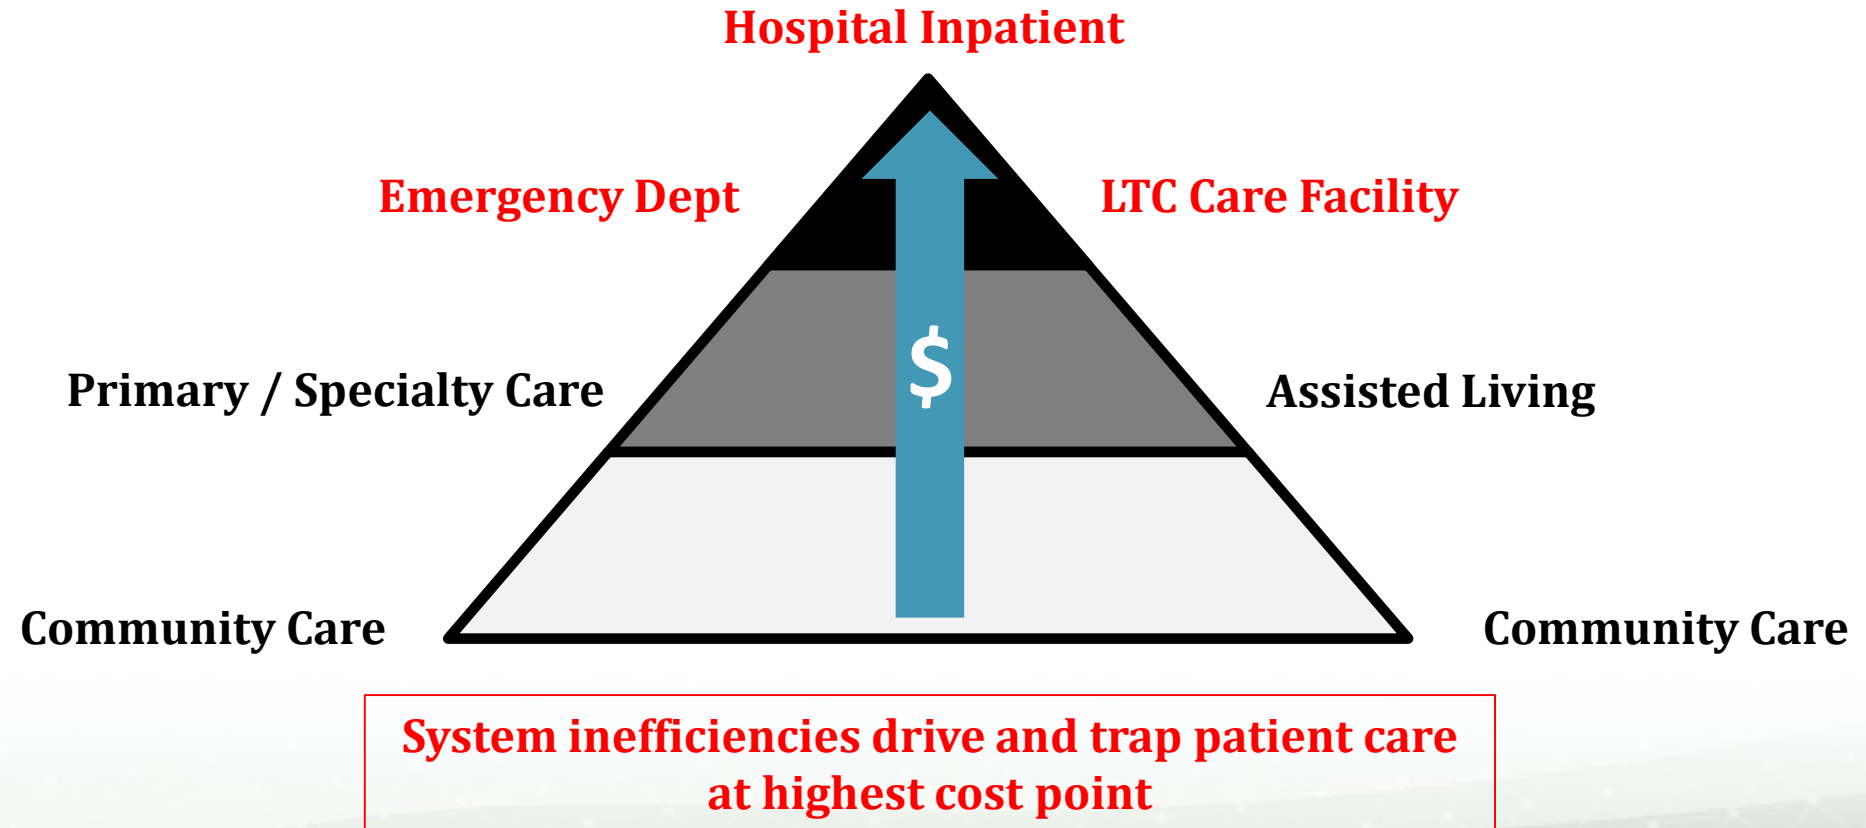 Hospital Inpatient
Emergency Dept
LTC Care Facility
Primary / Specialty Care
$
Assisted Living
Community Care
Community Care
System inefficiencies drive and trap patient care
at highest cost point